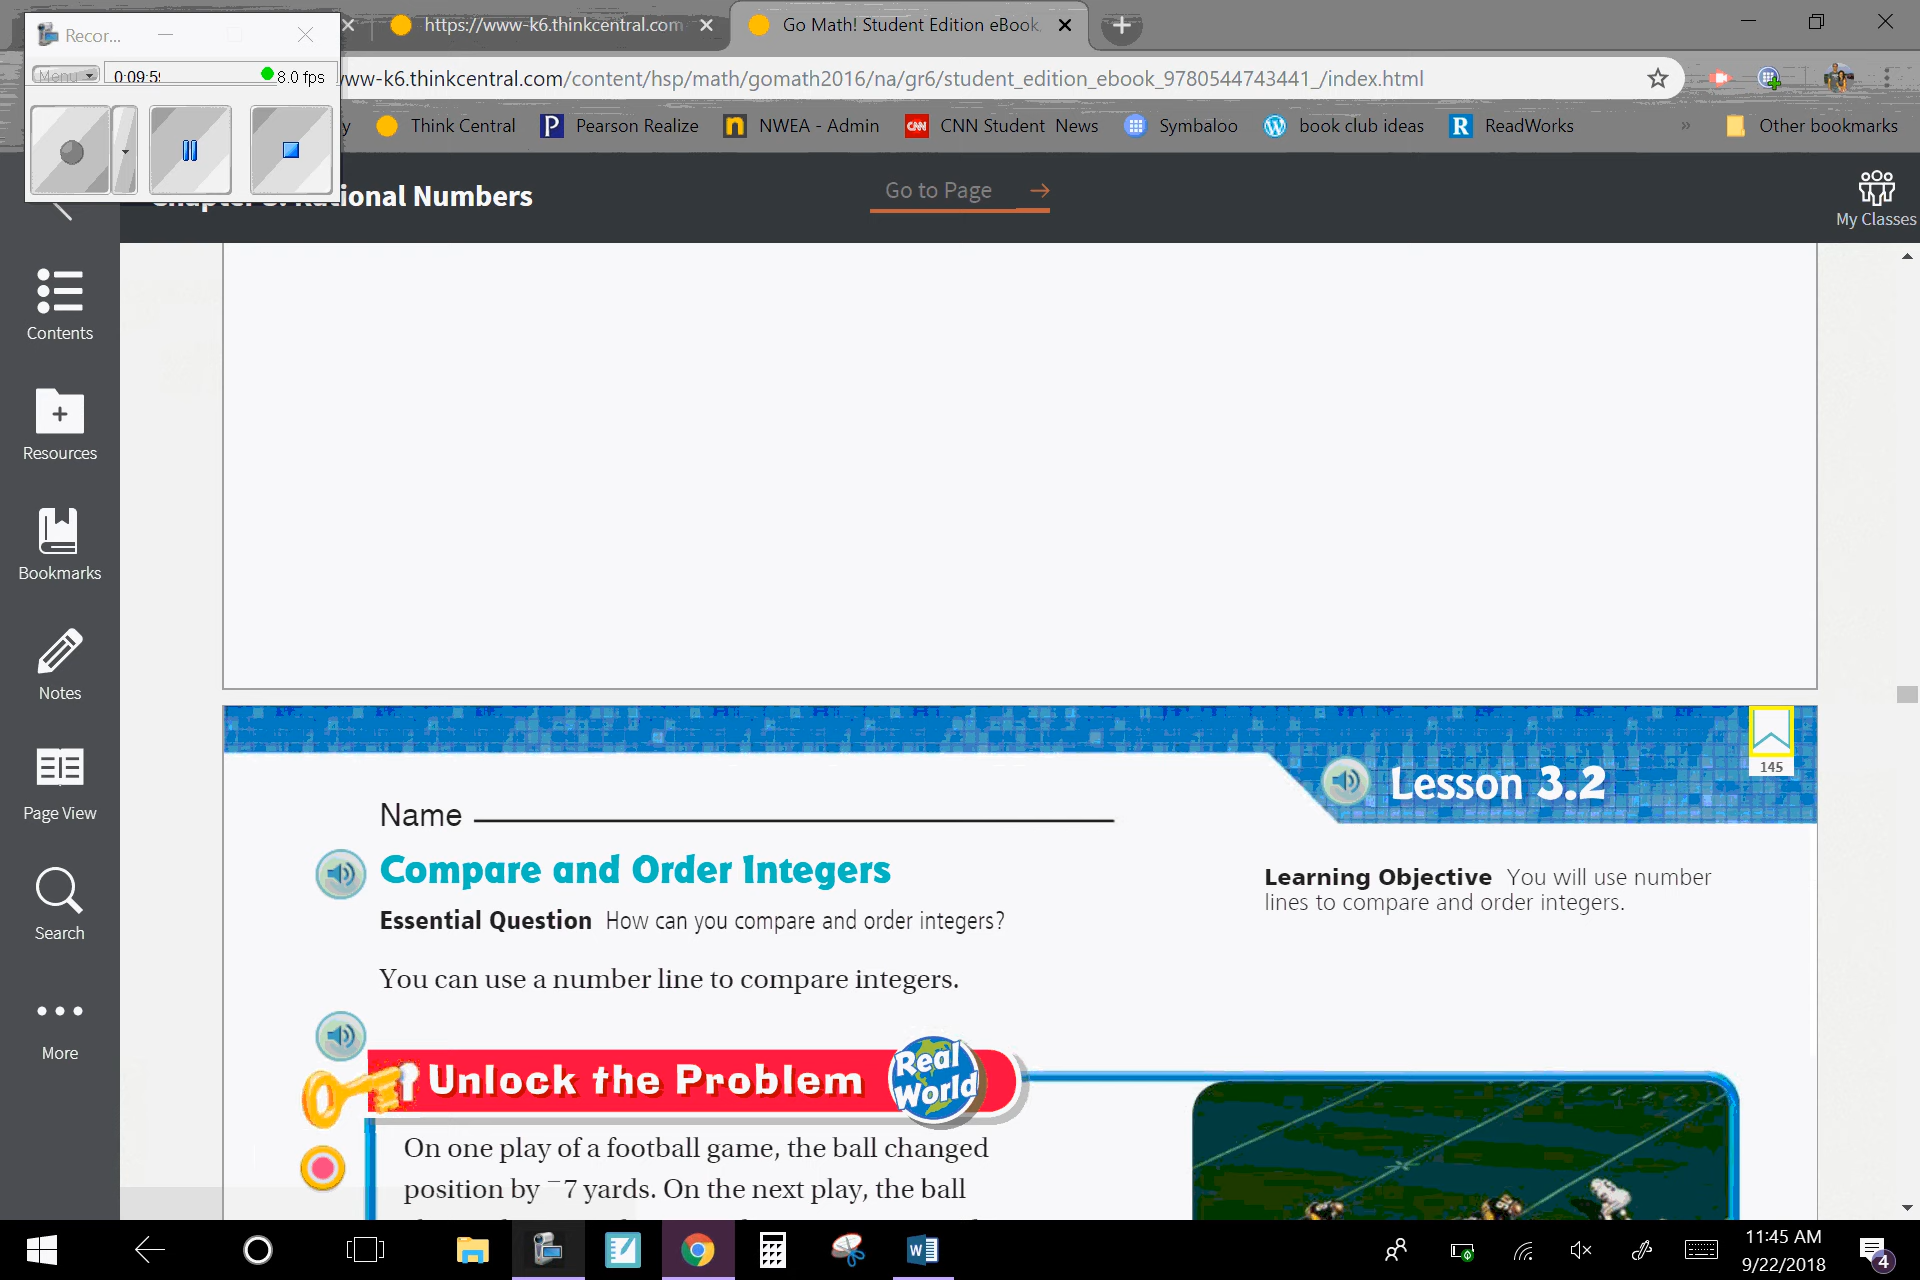 Recor...
Menu
0:09:5
8.0 fps
https://www-k6.thinkcentral.com
Go Math! Student Edition eBook,
ww-k6.thinkcentral.com/content/hsp/math/gomath2016/na/gr6/student_edition_ebook_9780544743441_/index.html
y
Think Central
Pearson Realize
NWEA - Admin
CNN Student News
Symbaloo
book club ideas
ReadWorks
»
Other bookmarks
Rational Numbers
Go to Page
My Classes
Contents
Resources
Bookmarks
Notes
Page View
Search
More
145
Lesson 3.2
Name
Compare and Order Integers
Learning Objective You will use number
lines to compare and order integers.
Essential Question How can you compare and order integers?
You can use a number line to compare integers.
Unlock the Problem
Real
World
On one play of a football game, the ball changed
position by ⁻7 yards. On the next play, the ball
11:45 AM
9/22/2018
4